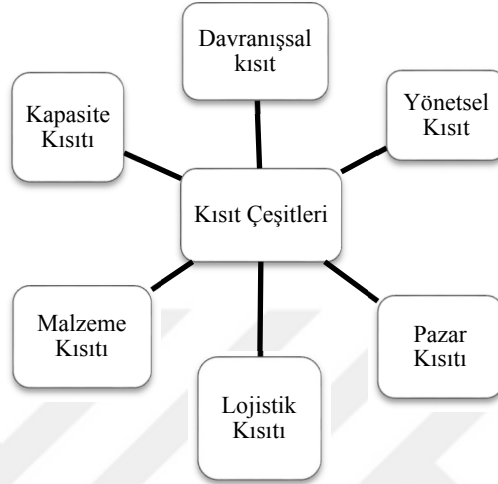 Davranışsal
kısıt
Kapasite
Kısıtı
Yönetsel
Kısıt
Kısıt Çeşitleri
Malzeme
Kısıtı
Pazar
Kısıtı
Lojistik
Kısıtı